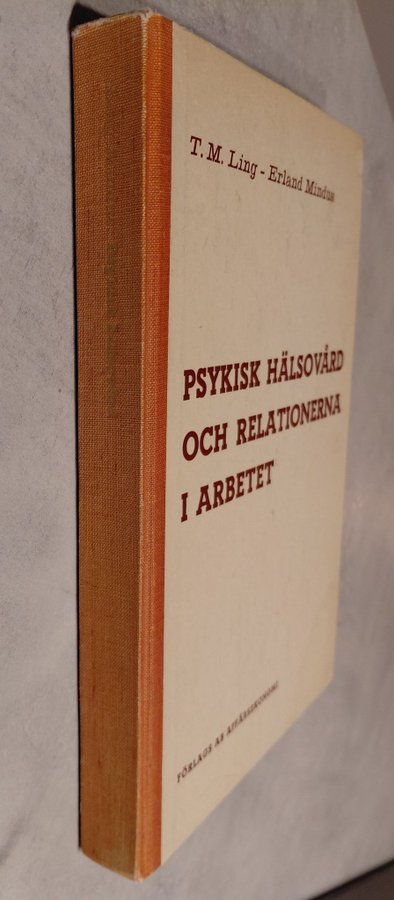 T. M. Ling - Erland Mindus
PSYKISK HÄLSOVÅRD
OCH RELATIONERNA
I ARBETET
FÖRLAGS AB AFFÄRSEKONOMI